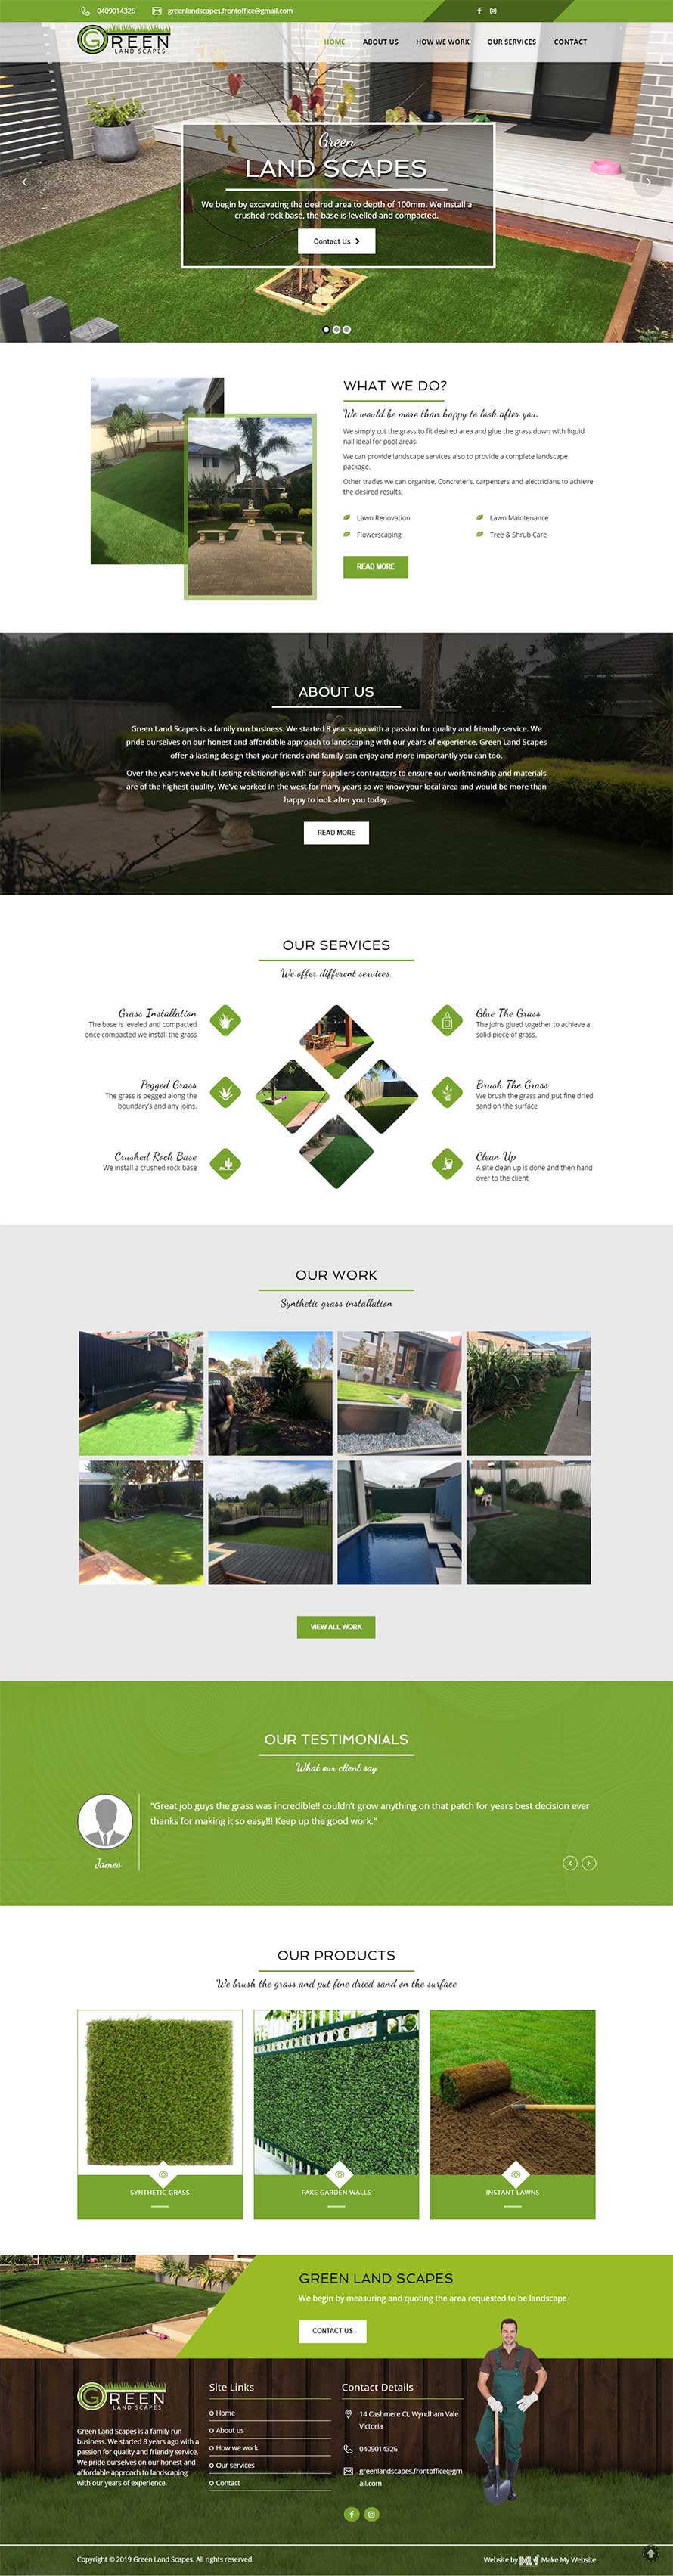 0409014326 greenlandscapes.frontoffice@gmail.com
GREEN
LAND SCAPES
HOME ABOUT US HOW WE WORK OUR SERVICES CONTACT
Green
LAND SCAPES
We begin by excavating the desired area to depth of 100mm. We install a
crushed rock base, the base is levelled and compacted.
Contact Us
WHAT WE DO?
We would be more than happy to look after you.
We simply cut the grass to fit desired area and glue the grass down with liquid
nail ideal for pool areas.
We can provide landscape services also to provide a complete landscape
package.
Other trades we can organise. Concreter's, carpenters and electricians to achieve
the desired results.
Lawn Renovation Lawn Maintenance
Flowerscaping Tree & Shrub Care
READ MORE
ABOUT US
Green Land Scapes is a family run business. We started 8 years ago with a passion for quality and friendly service. We
pride ourselves on our honest and affordable approach to landscaping with our years of experience. Green Land Scapes
offer a lasting design that your friends and family can enjoy and more importantly you can too.
Over the years we've built lasting relationships with our suppliers contractors to ensure our workmanship and materials
are of the highest quality. We've worked in the west for many years so we know your local area and would be more than
happy to look after you today.
READ MORE
OUR SERVICES
We offer different services.
Grass Installation
The base is leveled and compacted
once compacted we install the grass
Glue The Grass
The joins glued together to achieve a
solid piece of grass.
Pegged Grass
The grass is pegged along the
boundary's and any joins.
Brush The Grass
We brush the grass and put fine dried
sand on the surface
Crushed Rock Base
We install a crushed rock base
Clean Up
A site clean up is done and then hand
over to the client
OUR WORK
Synthetic grass installation
VIEW ALL WORK
OUR TESTIMONIALS
What our client say
"Great job guys the grass was incredible!! couldn't grow anything on that patch for years best decision ever
thanks for making it so easy!!! Keep up the good work."
James
OUR PRODUCTS
We brush the grass and put fine dried sand on the surface
SYNTHETIC GRASS FAKE GARDEN WALLS INSTANT LAWNS
GREEN LAND SCAPES
We begin by measuring and quoting the area requested to be landscape
CONTACT US
GREEN
LAND SCAPES
Green Land Scapes is a family run
business. We started 8 years ago with a
passion for quality and friendly service.
We pride ourselves on our honest and
affordable approach to landscaping
with our years of experience.
Site Links
Home
About us
How we work
Our services
Contact
Contact Details
14 Cashmere Ct, Wyndham Vale
Victoria
0409014326
greenlandscapes.frontoffice@gm
ail.com
Copyright © 2019 Green Land Scapes. All rights reserved.
Website by MMW Make My Website